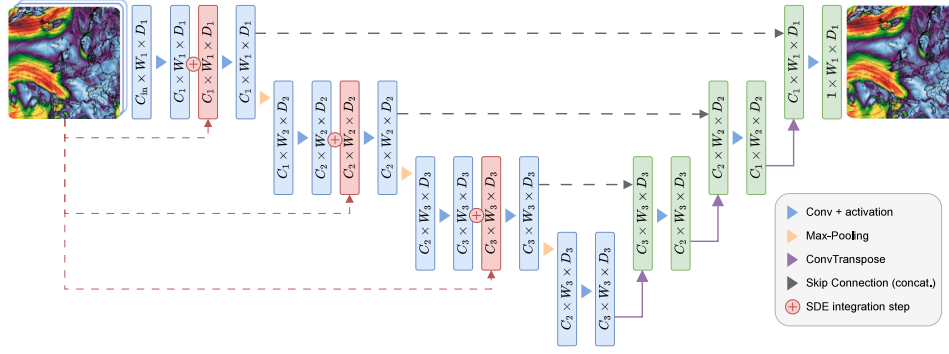 C_in × W_1 × D_1
C_1 × W_1 × D_1
C_1 × W_1 × D_1
C_1 × W_1 × D_1
C_1 × W_1 × D_1
1 × W_1 × D_1
C_1 × W_2 × D_2
C_2 × W_2 × D_2
C_2 × W_2 × D_2
C_2 × W_2 × D_2
C_2 × W_2 × D_2
C_1 × W_2 × D_2
C_2 × W_3 × D_3
C_3 × W_3 × D_3
C_3 × W_3 × D_3
C_3 × W_3 × D_3
C_3 × W_3 × D_3
C_2 × W_3 × D_3
C_2 × W_3 × D_3
C_3 × W_3 × D_3
Conv + activation
Max-Pooling
ConvTranspose
Skip Connection (concat.)
SDE integration step